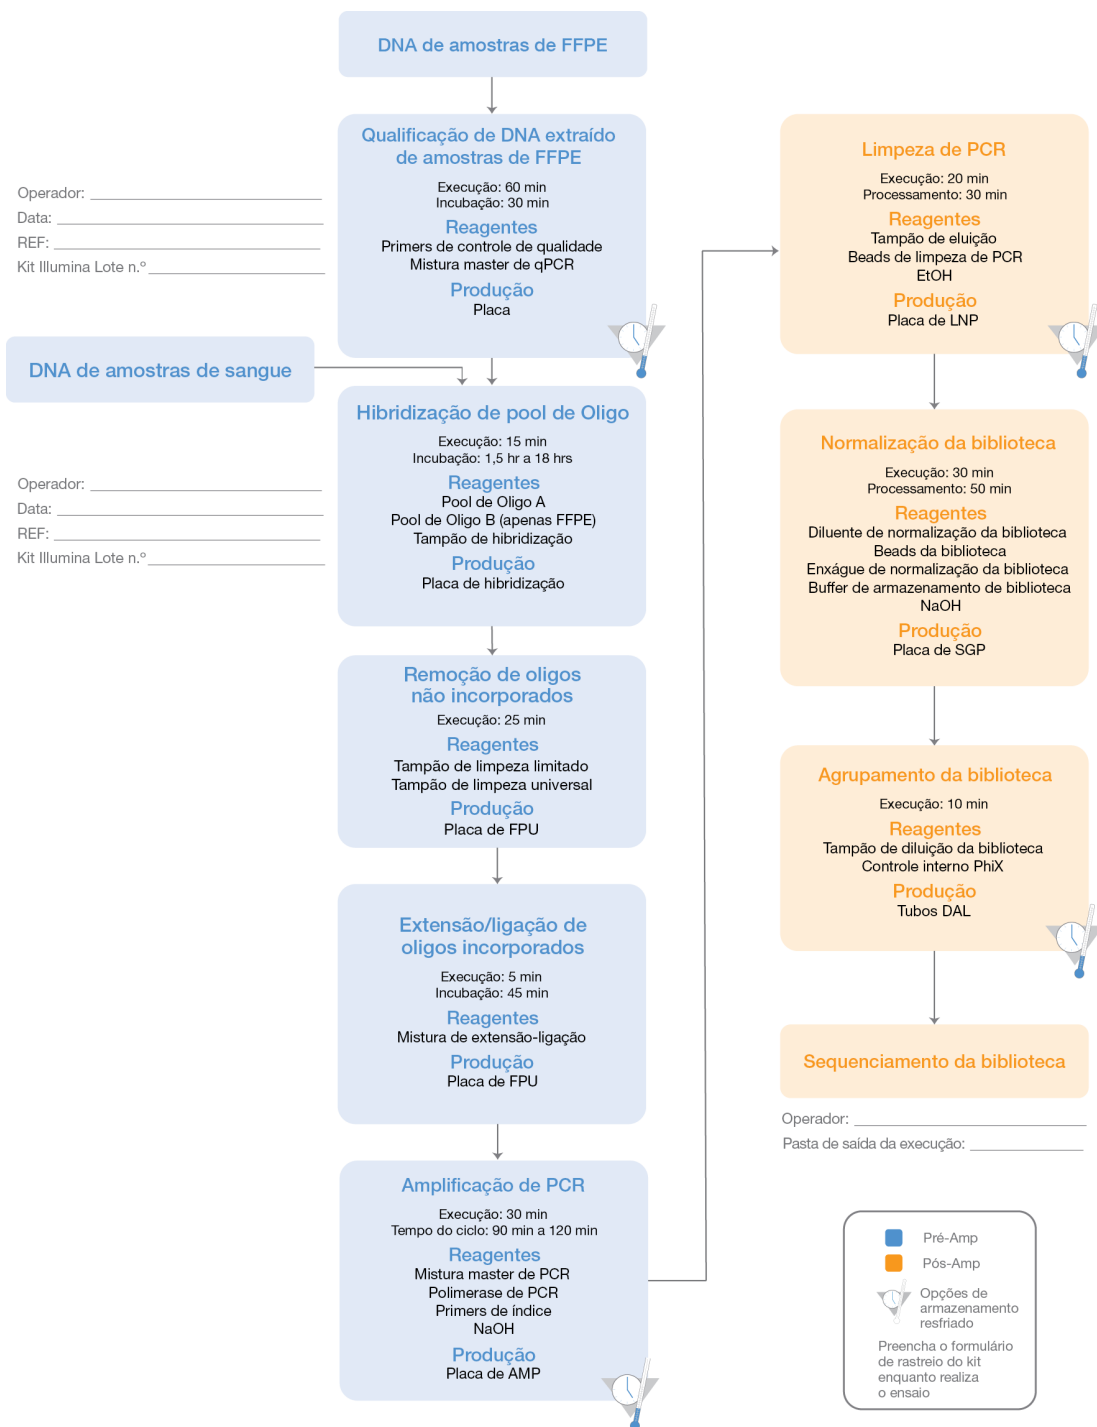 DNA de amostras de FFPE
Qualificação de DNA extraído
de amostras de FFPE
Execução: 60 min
Incubação: 30 min
Reagentes
Primers de controle de qualidade
Mistura master de qPCR
Produção
Placa
Operador:
Data:
REF:
Kit Illumina Lote n.º
DNA de amostras de sangue
Hibridização de pool de Oligo
Execução: 15 min
Incubação: 1,5 hr a 18 hrs
Reagentes
Pool de Oligo A
Pool de Oligo B (apenas FFPE)
Tampão de hibridização
Produção
Placa de hibridização
Operador:
Data:
REF:
Kit Illumina Lote n.º
Remoção de oligos
não incorporados
Execução: 25 min
Reagentes
Tampão de limpeza limitado
Tampão de limpeza universal
Produção
Placa de FPU
Extensão/ligação de
oligos incorporados
Execução: 5 min
Incubação: 45 min
Reagentes
Mistura de extensão-ligação
Produção
Placa de FPU
Amplificação de PCR
Execução: 30 min
Tempo do ciclo: 90 min a 120 min
Reagentes
Mistura master de PCR
Polimerase de PCR
Primers de índice
NaOH
Produção
Placa de AMP
Limpeza de PCR
Execução: 20 min
Processamento: 30 min
Reagentes
Tampão de eluição
Beads de limpeza de PCR
EtOH
Produção
Placa de LNP
Normalização da biblioteca
Execução: 30 min
Processamento: 50 min
Reagentes
Diluente de normalização da biblioteca
Beads da biblioteca
Enxágue de normalização da biblioteca
Buffer de armazenamento de biblioteca
NaOH
Produção
Placa de SGP
Agrupamento da biblioteca
Execução: 10 min
Reagentes
Tampão de diluição da biblioteca
Controle interno PhiX
Produção
Tubos DAL
Sequenciamento da biblioteca
Operador:
Pasta de saída da execução:
Pré-Amp
Pós-Amp
Opções de
armazenamento
resfriado
Preencha o formulário
de rastreio do kit
enquanto realiza
o ensaio